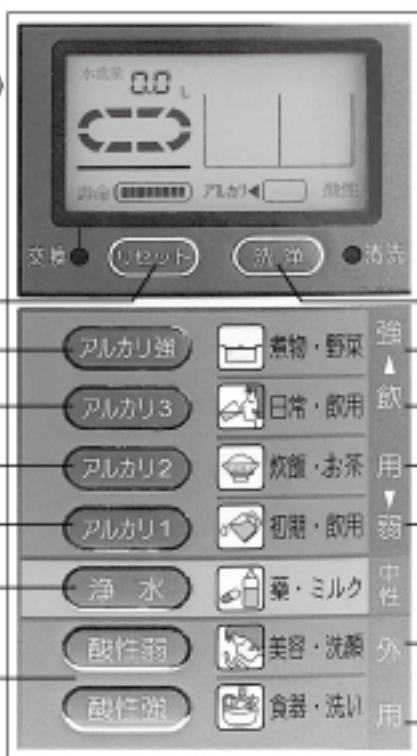 水流量 0.0 L
寿命 アルカリ 酸性
交換 リセット 洗浄 清洗
アルカリ強 煮物・野菜 強
アルカリ3 日常・飲用 飲
アルカリ2 炊飯・お茶 用
アルカリ1 初期・飲用 弱
浄水 薬・ミルク 中性
酸性弱 美容・洗顔 外
酸性強 食器・洗い 用